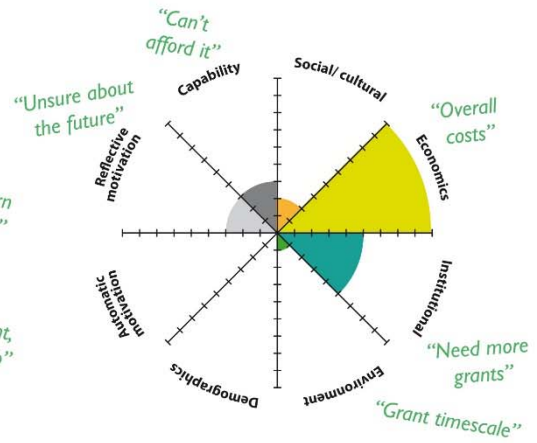 “Can’t
afford it”
Capability
Social/ cultural
“Unsure about
the future”
“Overall
costs”
Reflective
motivation
Economics
Automatic
motivation
Institutional
Demographics
Environment
“Need more
grants”
“Grant timescale”